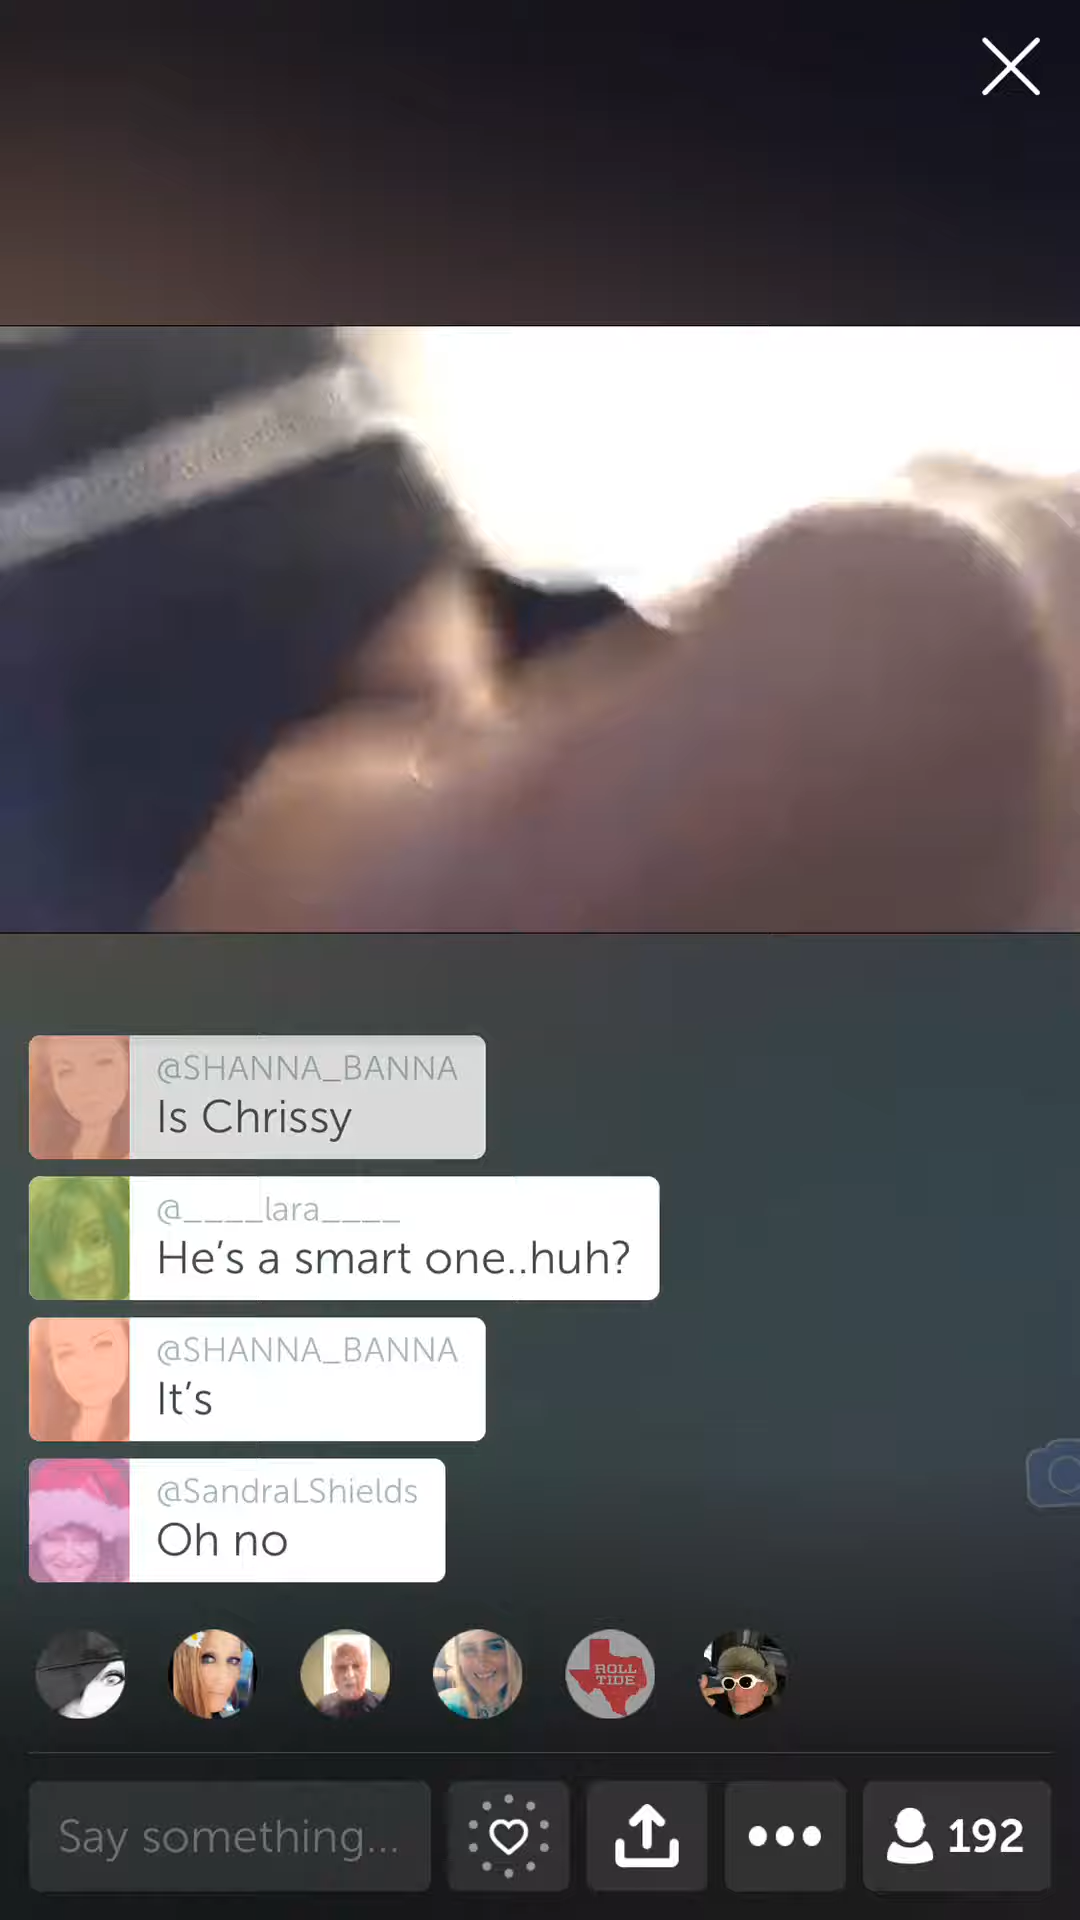 @SHANNA_BANNA
Is Chrissy
@____lara____
He's a smart one..huh?
@SHANNA_BANNA
It's
@SandraLShields
Oh no
ROLL
TIDE
Say something...
192